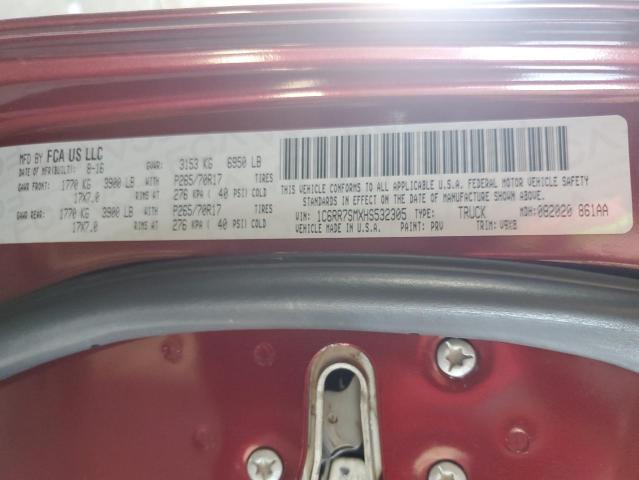 MFD BY FCA US LLC
DATE OF MFR(BUILT): 8-16 GVWR: 3153 KG 6950 LB
GAWR FRONT: 1770 KG 3900 LB WITH P265/70R17 TIRES
17X7.0 RIMS AT 276 KPA ( 40 PSI) COLD
GAWR REAR: 1770 KG 3900 LB WITH P265/70R17 TIRES
17X7.0 RIMS AT 276 KPA ( 40 PSI) COLD
THIS VEHICLE CONFORMS TO ALL APPLICABLE U.S.A. FEDERAL MOTOR VEHICLE SAFETY
STANDARDS IN EFFECT ON THE DATE OF MANUFACTURE SHOWN ABOVE.
VIN: 1C6RR7SMXHS532305 TYPE: TRUCK MDH: 082020 861AA
VEHICLE MADE IN U.S.A. PAINT: PRV TRIM: V9X8